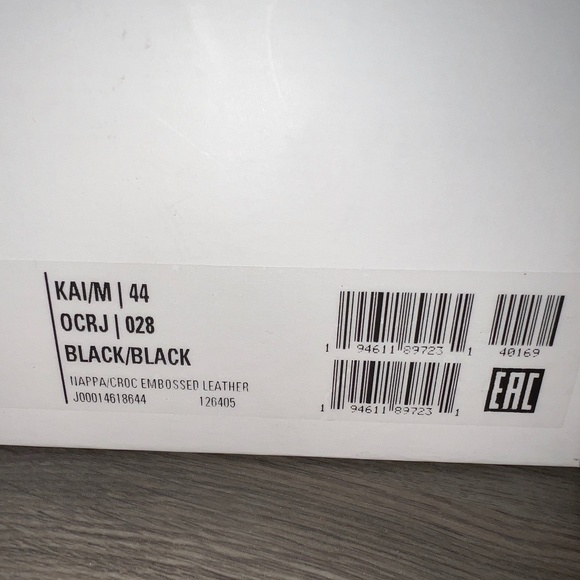 KAI/M | 44
OCRJ | 028
BLACK/BLACK
NAPPA/CROC EMBOSSED LEATHER
J00014618644 126405
1 94611 89723 1
40169
1 94611 89723 1
EAC